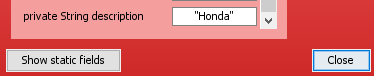 private String description "Honda"
Show static fields Close